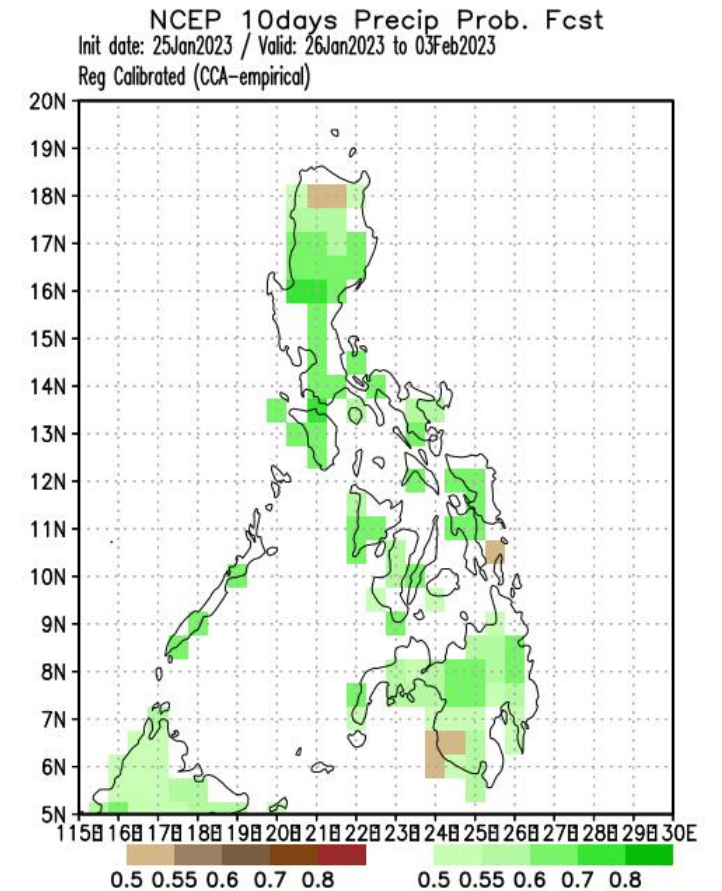 NCEP 10days Precip Prob. Fcst
Init date: 25Jan2023 / Valid: 26Jan2023 to 03Feb2023
Reg Calibrated (CCA-empirical)
20N
19N
18N
17N
16N
15N
14N
13N
12N
11N
10N
9N
8N
7N
6N
5N
115E 116E 117E 118E 119E 120E 121E 122E 123E 124E 125E 126E 127E 128E 129E 130E
0.5 0.55 0.6 0.7 0.8 0.5 0.55 0.6 0.7 0.8